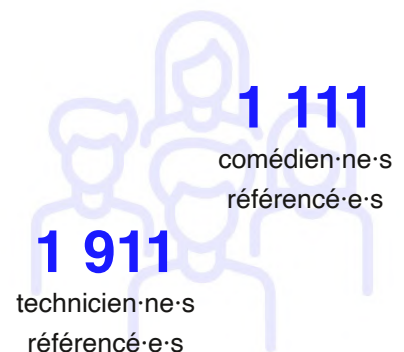 1 111
comédien·ne·s
référencé·e·s
1 911
technicien·ne·s
référencé·e·s